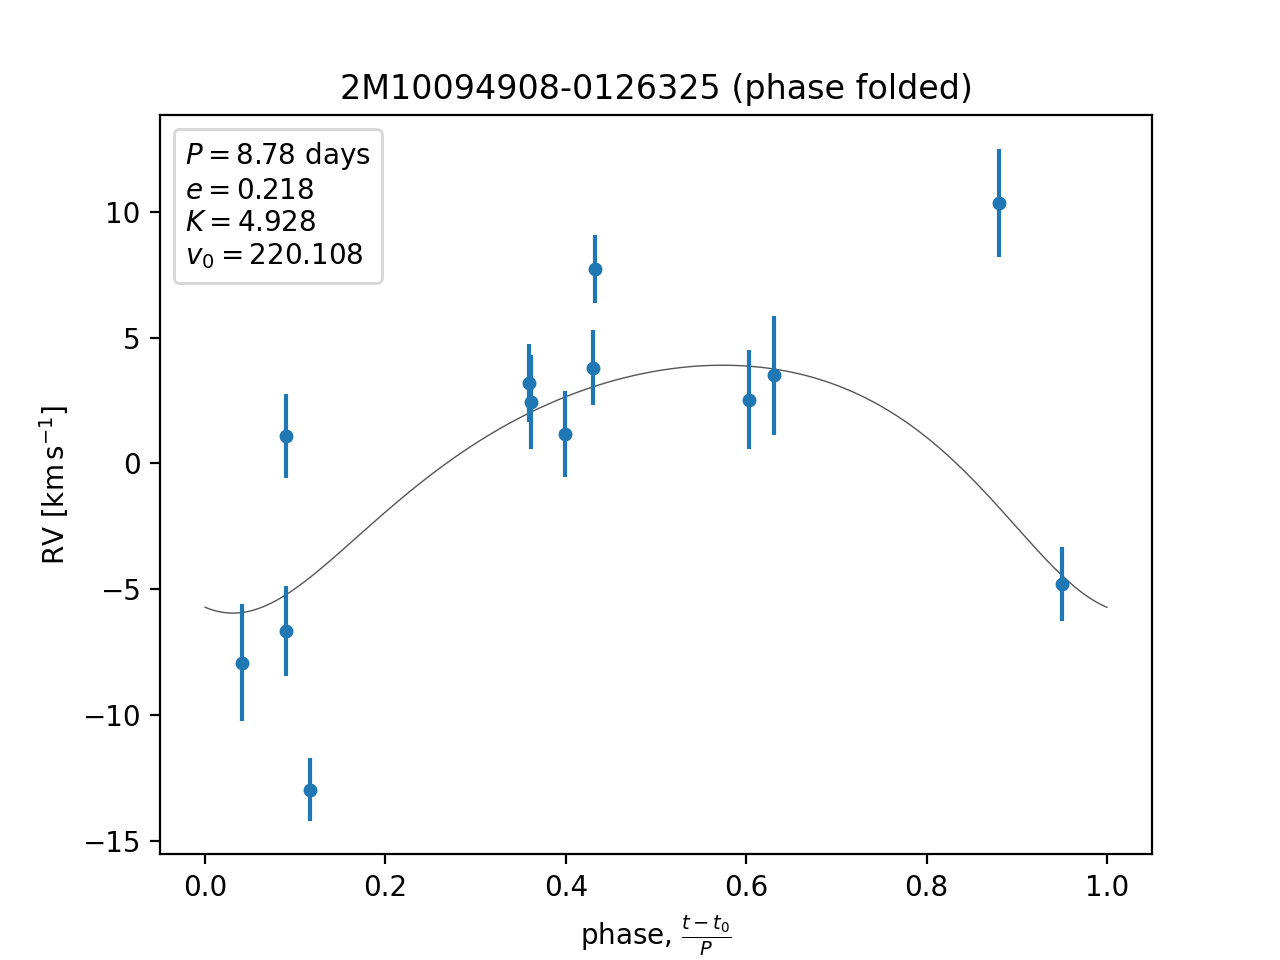 2M10094908-0126325 (phase folded)
P = 8.78 days
e = 0.218
K = 4.928
v₀ = 220.108
10
5
0
−5
−10
−15
RV [km s⁻¹]
0.0 0.2 0.4 0.6 0.8 1.0
phase, (t − t₀)/P